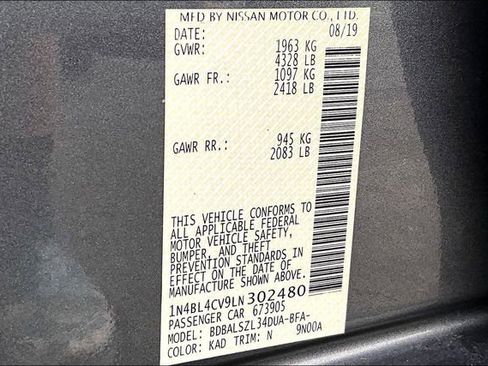 MFD BY NISSAN MOTOR CO., LTD.
DATE: 08/19
GVWR: 1963 KG
4328 LB
GAWR FR.: 1097 KG
2418 LB
GAWR RR.: 945 KG
2083 LB
THIS VEHICLE CONFORMS TO
ALL APPLICABLE FEDERAL
MOTOR VEHICLE SAFETY,
BUMPER, AND THEFT
PREVENTION STANDARDS IN
EFFECT ON THE DATE OF
MANUFACTURE SHOWN ABOVE.
1N4BL4CV9LN302480
PASSENGER CAR 673905
MODEL: BDBALSZL34DUA-BFA-
COLOR: KAD TRIM: N 9N00A